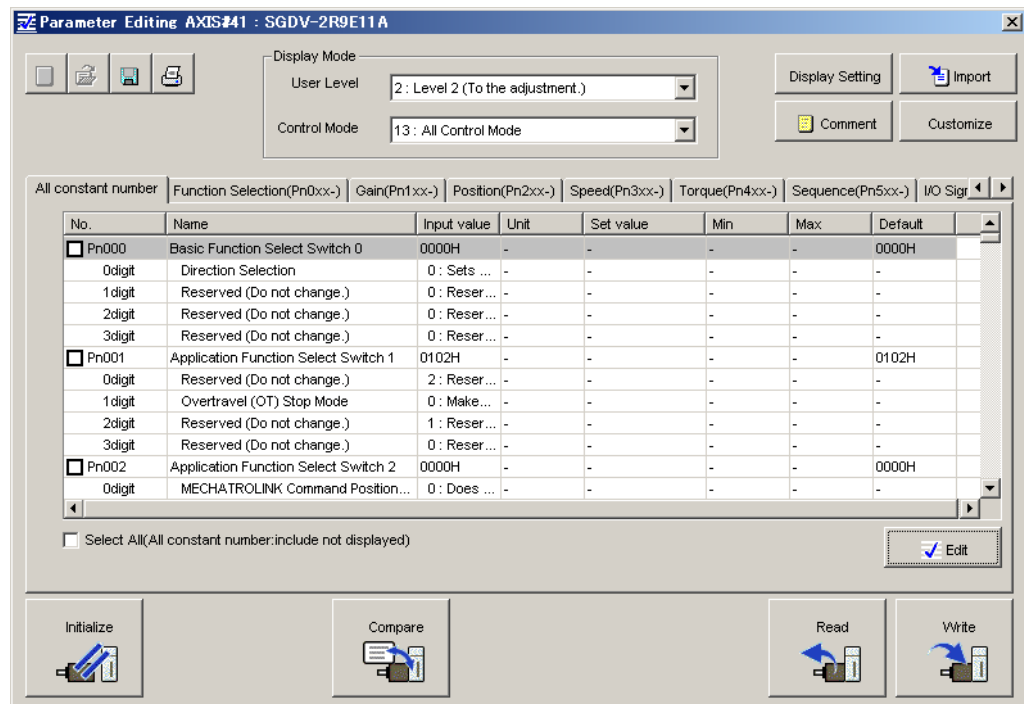 Parameter Editing AXIS#41 : SGDV-2R9E11A
Display Mode
User Level 2 : Level 2 (To the adjustment.)
Control Mode 13 : All Control Mode
Display Setting Import
Comment Customize
All constant number Function Selection(Pn0xx-) Gain(Pn1xx-) Position(Pn2xx-) Speed(Pn3xx-) Torque(Pn4xx-) Sequence(Pn5xx-) I/O Sigr
No. Name Input value Unit Set value Min Max Default
Pn000 Basic Function Select Switch 0 0000H - - - - 0000H
0digit Direction Selection 0 : Sets ... - - - - -
1digit Reserved (Do not change.) 0 : Reser... - - - - -
2digit Reserved (Do not change.) 0 : Reser... - - - - -
3digit Reserved (Do not change.) 0 : Reser... - - - - -
Pn001 Application Function Select Switch 1 0102H - - - - 0102H
0digit Reserved (Do not change.) 2 : Reser... - - - - -
1digit Overtravel (OT) Stop Mode 0 : Make... - - - - -
2digit Reserved (Do not change.) 1 : Reser... - - - - -
3digit Reserved (Do not change.) 0 : Reser... - - - - -
Pn002 Application Function Select Switch 2 0000H - - - - 0000H
0digit MECHATROLINK Command Position... 0 : Does ... - - - - -
Select All(All constant number:include not displayed)
Edit
Initialize Compare Read Write